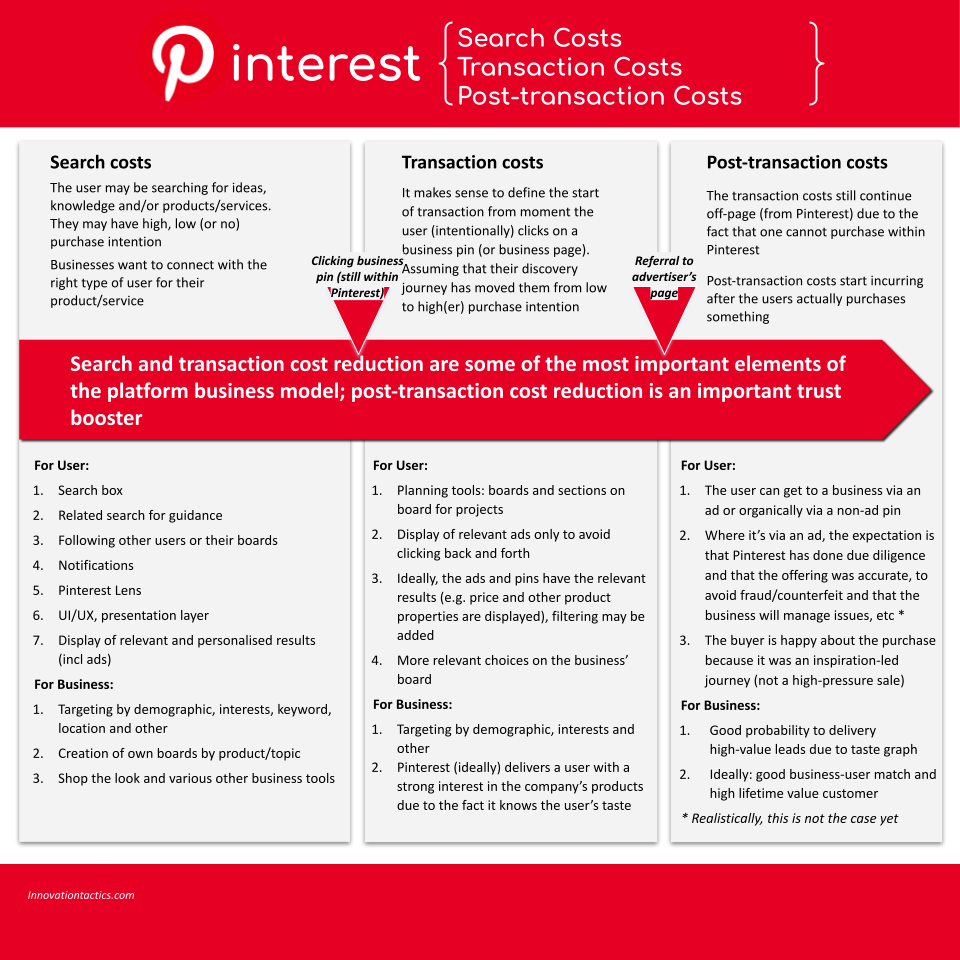 Pinterest
Search Costs
Transaction Costs
Post-transaction Costs
Search costs
The user may be searching for ideas,
knowledge and/or products/services.
They may have high, low (or no)
purchase intention
Businesses want to connect with the
right type of user for their
product/service
Clicking business
pin (still within
Pinterest)
Transaction costs
It makes sense to define the start
of transaction from moment the
user (intentionally) clicks on a
business pin (or business page).
Assuming that their discovery
journey has moved them from low
to high(er) purchase intention
Referral to
advertiser's
page
Post-transaction costs
The transaction costs still continue
off-page (from Pinterest) due to the
fact that one cannot purchase within
Pinterest
Post-transaction costs start incurring
after the users actually purchases
something
Search and transaction cost reduction are some of the most important elements of
the platform business model; post-transaction cost reduction is an important trust
booster
For User:
1. Search box
2. Related search for guidance
3. Following other users or their boards
4. Notifications
5. Pinterest Lens
6. UI/UX, presentation layer
7. Display of relevant and personalised results
(incl ads)
For Business:
1. Targeting by demographic, interests, keyword,
location and other
2. Creation of own boards by product/topic
3. Shop the look and various other business tools
For User:
1. Planning tools: boards and sections on
board for projects
2. Display of relevant ads only to avoid
clicking back and forth
3. Ideally, the ads and pins have the relevant
results (e.g. price and other product
properties are displayed), filtering may be
added
4. More relevant choices on the business'
board
For Business:
1. Targeting by demographic, interests and
other
2. Pinterest (ideally) delivers a user with a
strong interest in the company's products
due to the fact it knows the user's taste
For User:
1. The user can get to a business via an
ad or organically via a non-ad pin
2. Where it's via an ad, the expectation is
that Pinterest has done due diligence
and that the offering was accurate, to
avoid fraud/counterfeit and that the
business will manage issues, etc *
3. The buyer is happy about the purchase
because it was an inspiration-led
journey (not a high-pressure sale)
For Business:
1. Good probability to delivery
high-value leads due to taste graph
2. Ideally: good business-user match and
high lifetime value customer
* Realistically, this is not the case yet
Innovationtactics.com